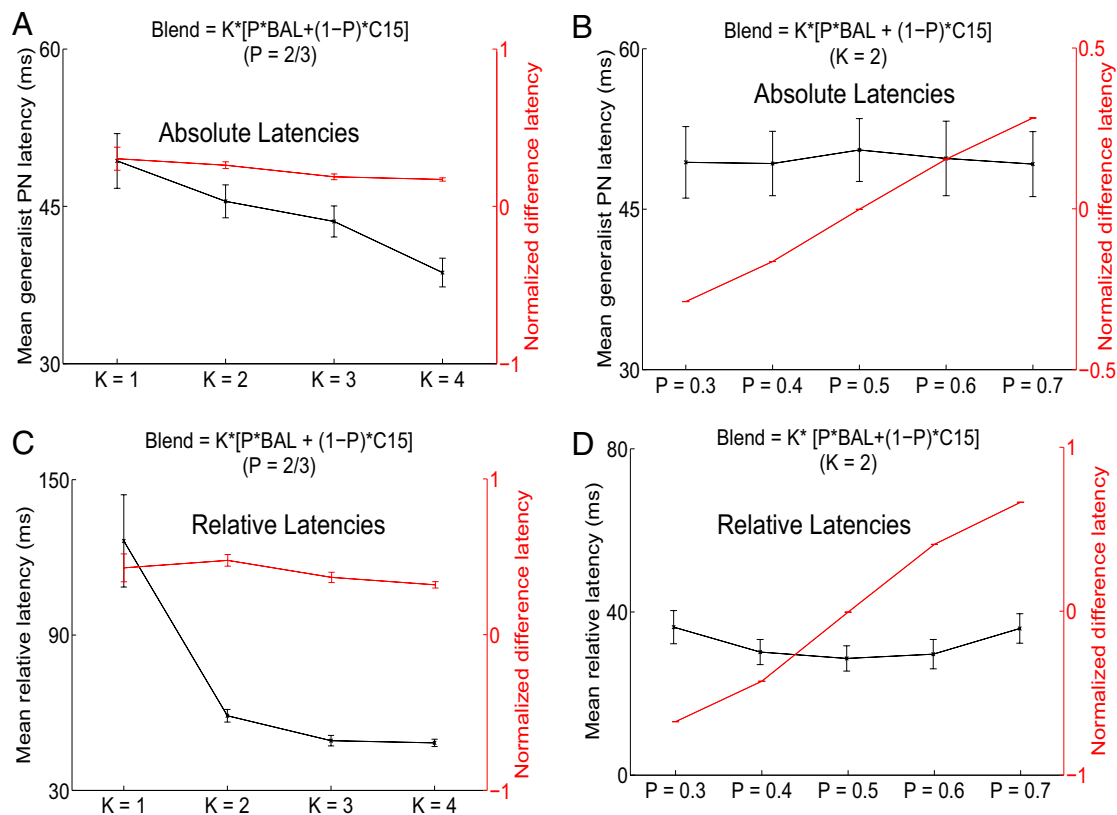 A
Blend = K*[P*BAL+(1−P)*C15]
(P = 2/3)
Absolute Latencies
Mean generalist PN latency (ms)
60
45
30
1
0
−1
Normalized difference latency
K = 1 K = 2 K = 3 K = 4
B
Blend = K*[P*BAL + (1−P)*C15]
(K = 2)
Absolute Latencies
Mean generalist PN latency (ms)
60
45
30
0.5
0
−0.5
Normalized difference latency
P = 0.3 P = 0.4 P = 0.5 P = 0.6 P = 0.7
C
Blend = K*[P*BAL + (1−P)*C15]
(P = 2/3)
Relative Latencies
Mean relative latency (ms)
150
90
30
1
0
−1
Normalized difference latency
K = 1 K = 2 K = 3 K = 4
D
Blend = K* [P*BAL+(1−P)*C15]
(K = 2)
Relative Latencies
Mean relative latency (ms)
80
40
0
1
0
−1
Normalized difference latency
P = 0.3 P = 0.4 P = 0.5 P = 0.6 P = 0.7